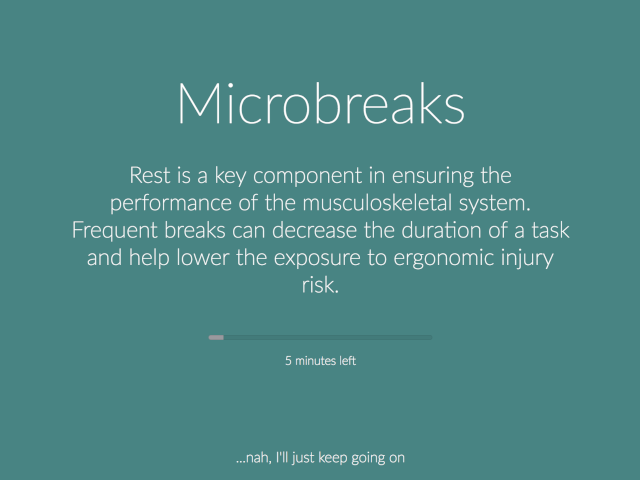 Microbreaks
Rest is a key component in ensuring the
performance of the musculoskeletal system.
Frequent breaks can decrease the duration of a task
and help lower the exposure to ergonomic injury
risk.
5 minutes left
...nah, I'll just keep going on